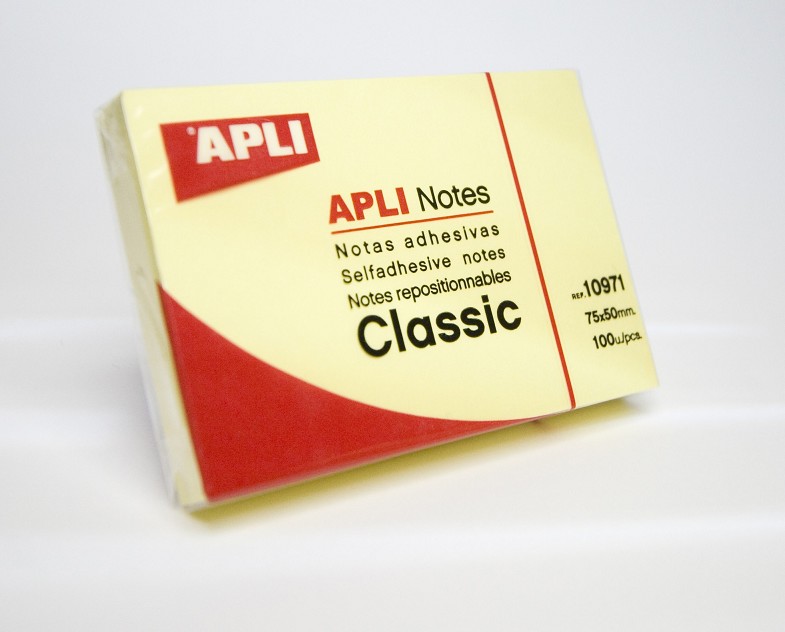 APLI
APLI Notes
Notas adhesivas
Selfadhesive notes
Notes repositionnables
Classic
REF. 10971
75x50mm.
100u./pcs.